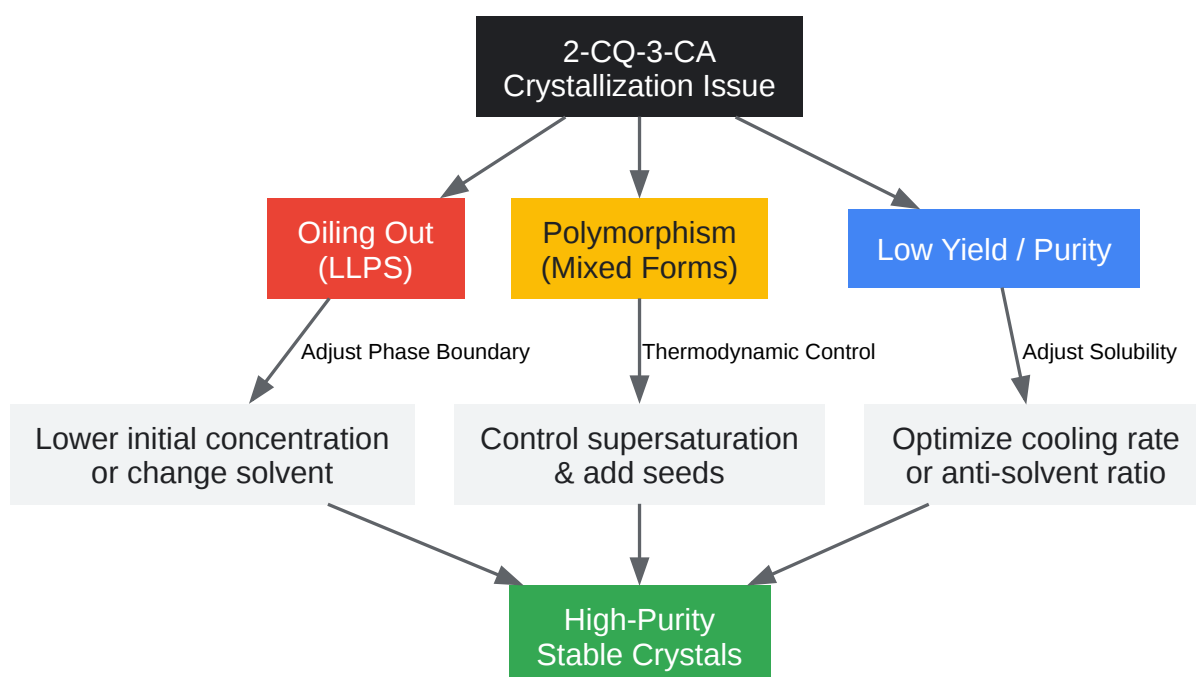 2-CQ-3-CA
Crystallization Issue
Oiling Out
(LLPS)
Polymorphism
(Mixed Forms)
Low Yield / Purity
Adjust Phase Boundary
Thermodynamic Control
Adjust Solubility
Lower initial concentration
or change solvent
Control supersaturation
& add seeds
Optimize cooling rate
or anti-solvent ratio
High-Purity
Stable Crystals